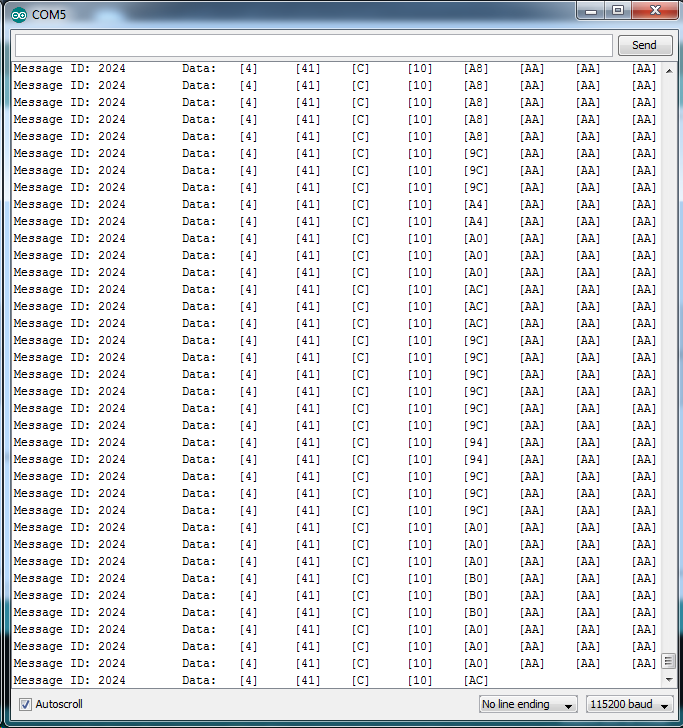 COM5
Send
Message ID: 2024 Data: [4] [41] [C] [10] [A8] [AA] [AA] [AA]
Message ID: 2024 Data: [4] [41] [C] [10] [A8] [AA] [AA] [AA]
Message ID: 2024 Data: [4] [41] [C] [10] [A8] [AA] [AA] [AA]
Message ID: 2024 Data: [4] [41] [C] [10] [A8] [AA] [AA] [AA]
Message ID: 2024 Data: [4] [41] [C] [10] [A8] [AA] [AA] [AA]
Message ID: 2024 Data: [4] [41] [C] [10] [9C] [AA] [AA] [AA]
Message ID: 2024 Data: [4] [41] [C] [10] [9C] [AA] [AA] [AA]
Message ID: 2024 Data: [4] [41] [C] [10] [9C] [AA] [AA] [AA]
Message ID: 2024 Data: [4] [41] [C] [10] [A4] [AA] [AA] [AA]
Message ID: 2024 Data: [4] [41] [C] [10] [A4] [AA] [AA] [AA]
Message ID: 2024 Data: [4] [41] [C] [10] [A0] [AA] [AA] [AA]
Message ID: 2024 Data: [4] [41] [C] [10] [A0] [AA] [AA] [AA]
Message ID: 2024 Data: [4] [41] [C] [10] [A0] [AA] [AA] [AA]
Message ID: 2024 Data: [4] [41] [C] [10] [AC] [AA] [AA] [AA]
Message ID: 2024 Data: [4] [41] [C] [10] [AC] [AA] [AA] [AA]
Message ID: 2024 Data: [4] [41] [C] [10] [AC] [AA] [AA] [AA]
Message ID: 2024 Data: [4] [41] [C] [10] [9C] [AA] [AA] [AA]
Message ID: 2024 Data: [4] [41] [C] [10] [9C] [AA] [AA] [AA]
Message ID: 2024 Data: [4] [41] [C] [10] [9C] [AA] [AA] [AA]
Message ID: 2024 Data: [4] [41] [C] [10] [9C] [AA] [AA] [AA]
Message ID: 2024 Data: [4] [41] [C] [10] [9C] [AA] [AA] [AA]
Message ID: 2024 Data: [4] [41] [C] [10] [9C] [AA] [AA] [AA]
Message ID: 2024 Data: [4] [41] [C] [10] [94] [AA] [AA] [AA]
Message ID: 2024 Data: [4] [41] [C] [10] [94] [AA] [AA] [AA]
Message ID: 2024 Data: [4] [41] [C] [10] [9C] [AA] [AA] [AA]
Message ID: 2024 Data: [4] [41] [C] [10] [9C] [AA] [AA] [AA]
Message ID: 2024 Data: [4] [41] [C] [10] [9C] [AA] [AA] [AA]
Message ID: 2024 Data: [4] [41] [C] [10] [A0] [AA] [AA] [AA]
Message ID: 2024 Data: [4] [41] [C] [10] [A0] [AA] [AA] [AA]
Message ID: 2024 Data: [4] [41] [C] [10] [A0] [AA] [AA] [AA]
Message ID: 2024 Data: [4] [41] [C] [10] [B0] [AA] [AA] [AA]
Message ID: 2024 Data: [4] [41] [C] [10] [B0] [AA] [AA] [AA]
Message ID: 2024 Data: [4] [41] [C] [10] [B0] [AA] [AA] [AA]
Message ID: 2024 Data: [4] [41] [C] [10] [A0] [AA] [AA] [AA]
Message ID: 2024 Data: [4] [41] [C] [10] [A0] [AA] [AA] [AA]
Message ID: 2024 Data: [4] [41] [C] [10] [A0] [AA] [AA] [AA]
Message ID: 2024 Data: [4] [41] [C] [10] [AC]
Autoscroll No line ending 115200 baud